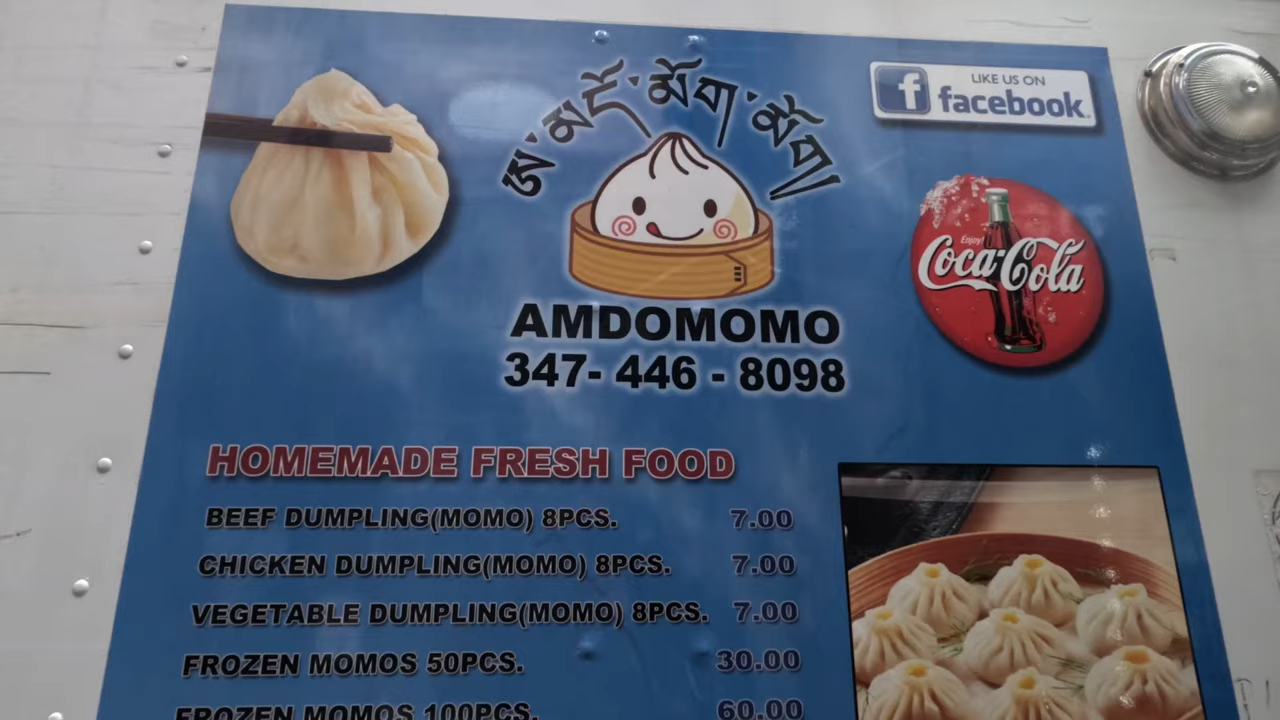 ཨ་མདོ་མོག་མོག།
LIKE US ON
facebook
Enjoy!
Coca-Cola
AMDOMOMO
347- 446 - 8098
HOMEMADE FRESH FOOD
BEEF DUMPLING(MOMO) 8PCS. 7.00
CHICKEN DUMPLING(MOMO) 8PCS. 7.00
VEGETABLE DUMPLING(MOMO) 8PCS. 7.00
FROZEN MOMOS 50PCS. 30.00
FROZEN MOMOS 100PCS. 60.00